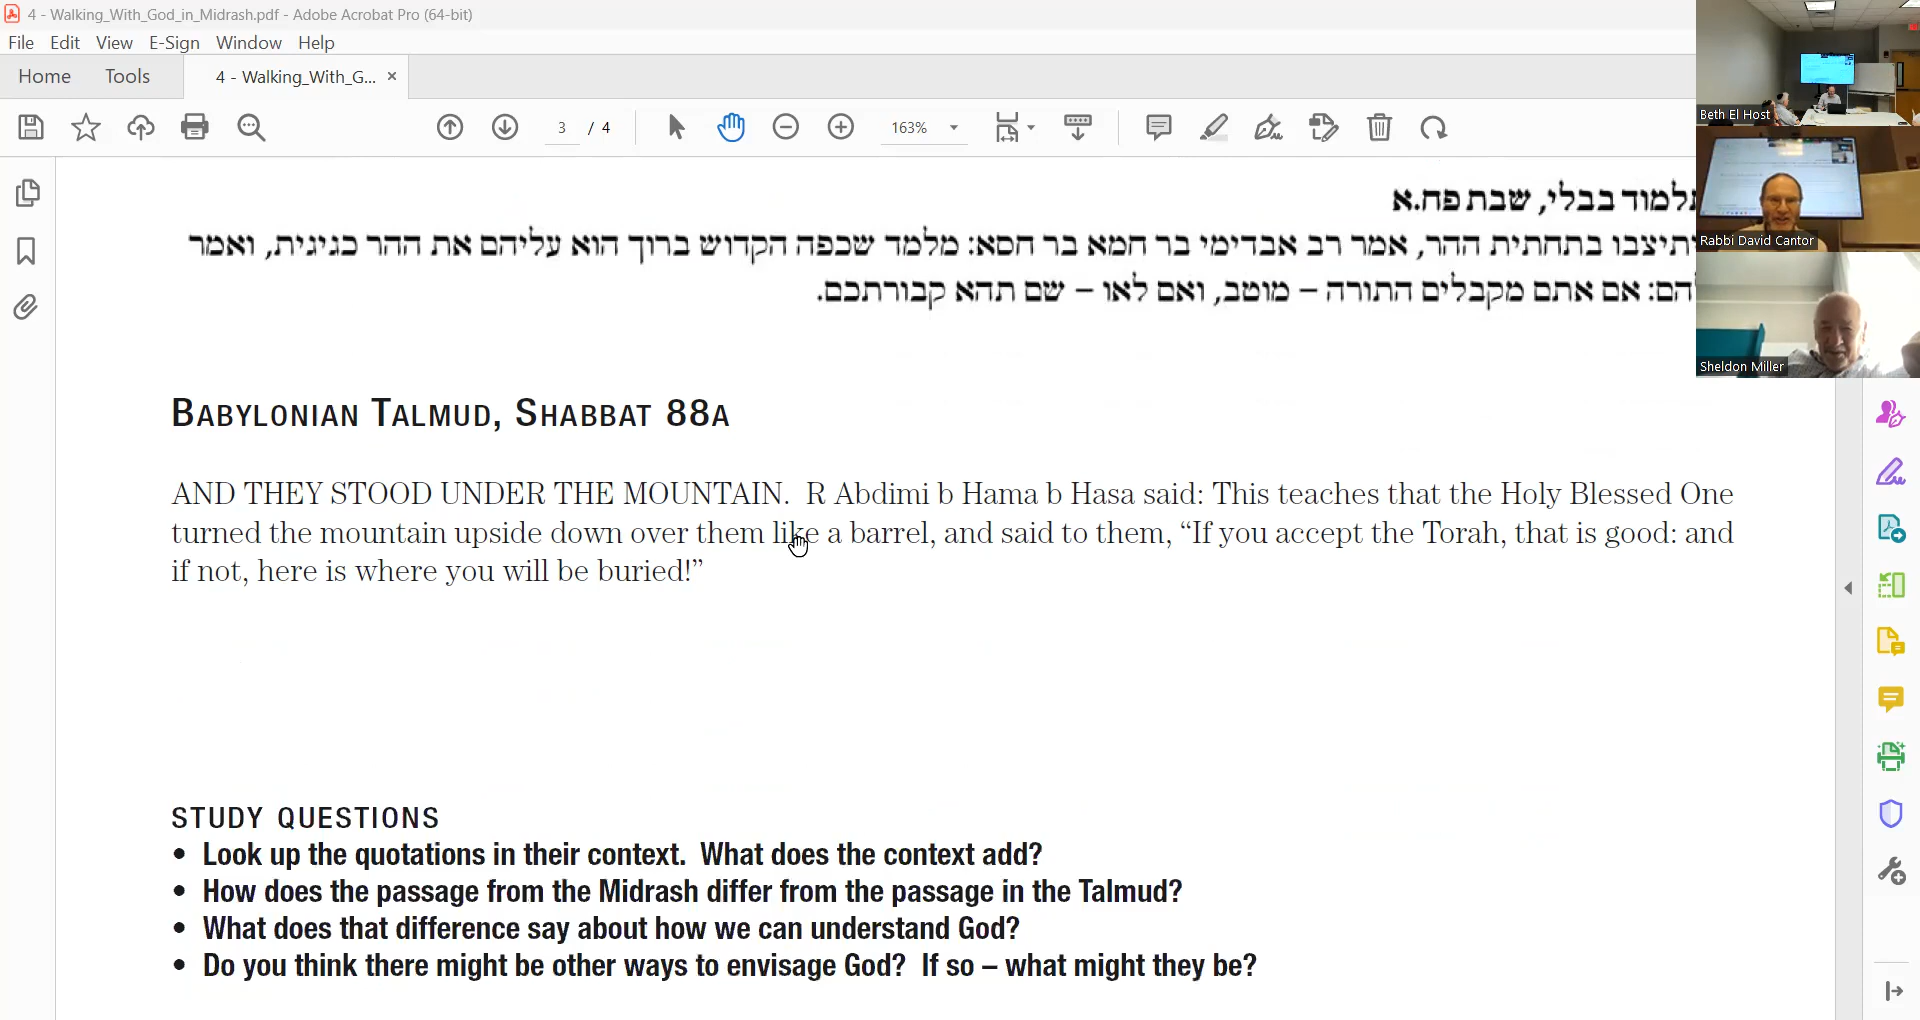 4 - Walking_With_God_in_Midrash.pdf - Adobe Acrobat Pro (64-bit)
File Edit View E-Sign Window Help
Home Tools 4 - Walking_With_G... ×
3 / 4 163%
תלמוד בבלי, שבת פח.א
בתחתית ההר, אמר רב אבדימי בר חמא בר חסא: מלמד שכפה הקדוש ברוך הוא עליהם את ההר כגיגית, ואמר
אם אתם מקבלים התורה – מוטב, ואם לאו – שם תהא קבורתכם.
BABYLONIAN TALMUD, SHABBAT 88A
AND THEY STOOD UNDER THE MOUNTAIN. R Abdimi b Hama b Hasa said: This teaches that the Holy Blessed One
turned the mountain upside down over them like a barrel, and said to them, “If you accept the Torah, that is good: and
if not, here is where you will be buried!”
STUDY QUESTIONS
• Look up the quotations in their context. What does the context add?
• How does the passage from the Midrash differ from the passage in the Talmud?
• What does that difference say about how we can understand God?
• Do you think there might be other ways to envisage God? If so – what might they be?
Beth El Host
Rabbi David Cantor
Sheldon Miller